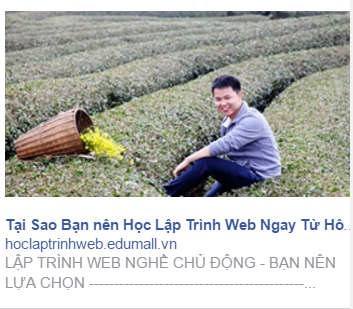 Tại Sao Bạn nên Học Lập Trình Web Ngay Từ Hô...
hoclaptrinhweb.edumall.vn
LẬP TRÌNH WEB NGHỀ CHỦ ĐỘNG - BẠN NÊN
LỰA CHỌN -------------------------------------------...